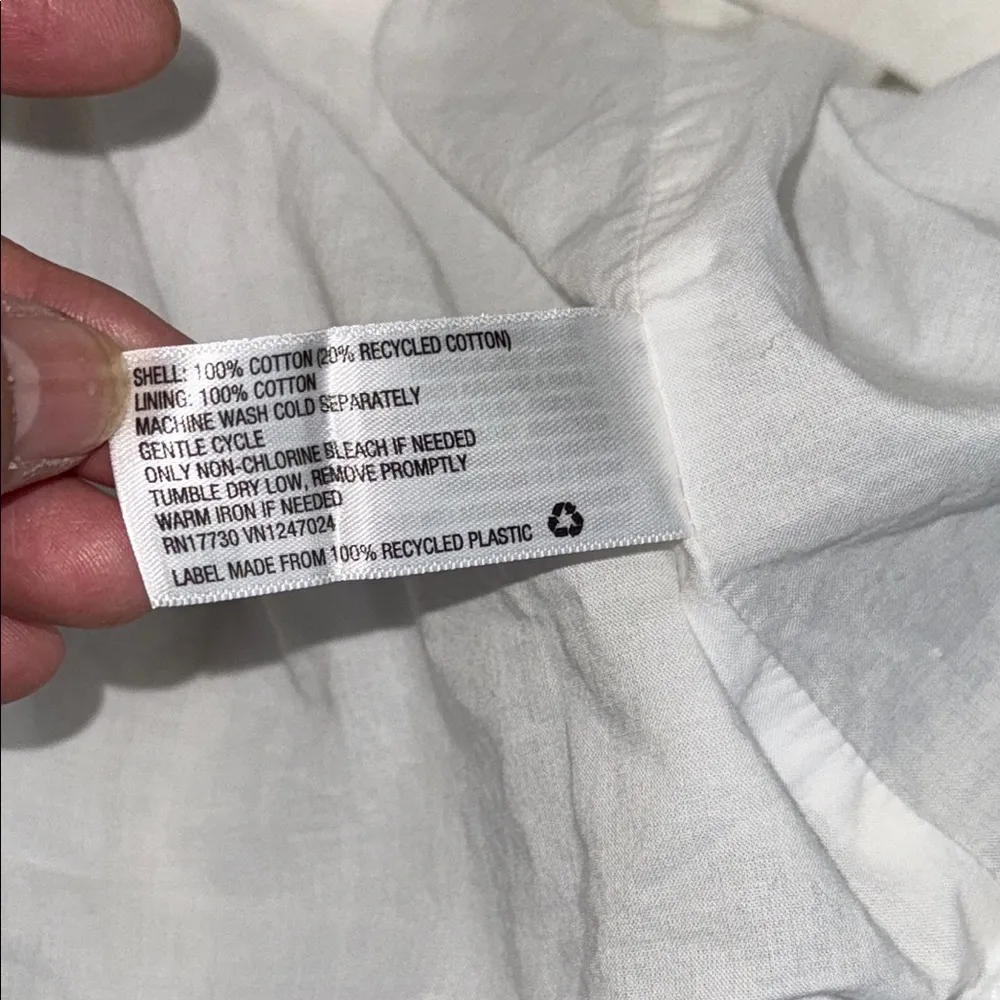 SHELL: 100% COTTON (20% RECYCLED COTTON)
LINING: 100% COTTON
MACHINE WASH COLD SEPARATELY
GENTLE CYCLE
ONLY NON-CHLORINE BLEACH IF NEEDED
TUMBLE DRY LOW, REMOVE PROMPTLY
WARM IRON IF NEEDED
RN17730 VN1247024
LABEL MADE FROM 100% RECYCLED PLASTIC